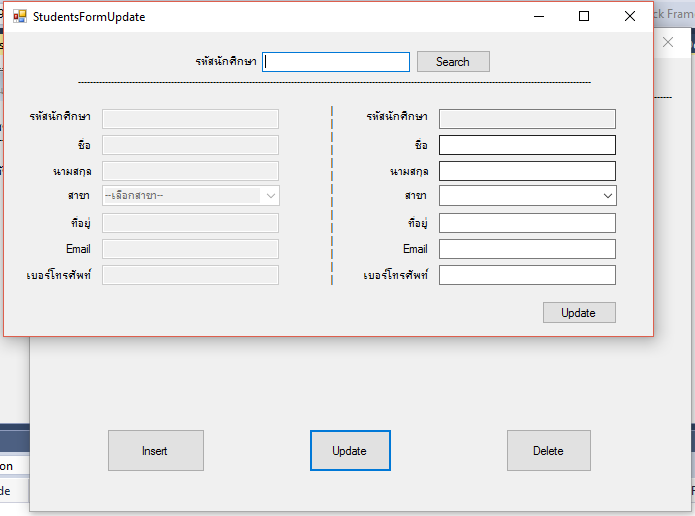 StudentsFormUpdate
ck Fram
รหัสนักศึกษา Search
รหัสนักศึกษา รหัสนักศึกษา
ชื่อ ชื่อ
นามสกุล นามสกุล
สาขา --เลือกสาขา-- สาขา
ที่อยู่ ที่อยู่
Email Email
เบอร์โทรศัพท์ เบอร์โทรศัพท์
Update
Insert Update Delete
on
de